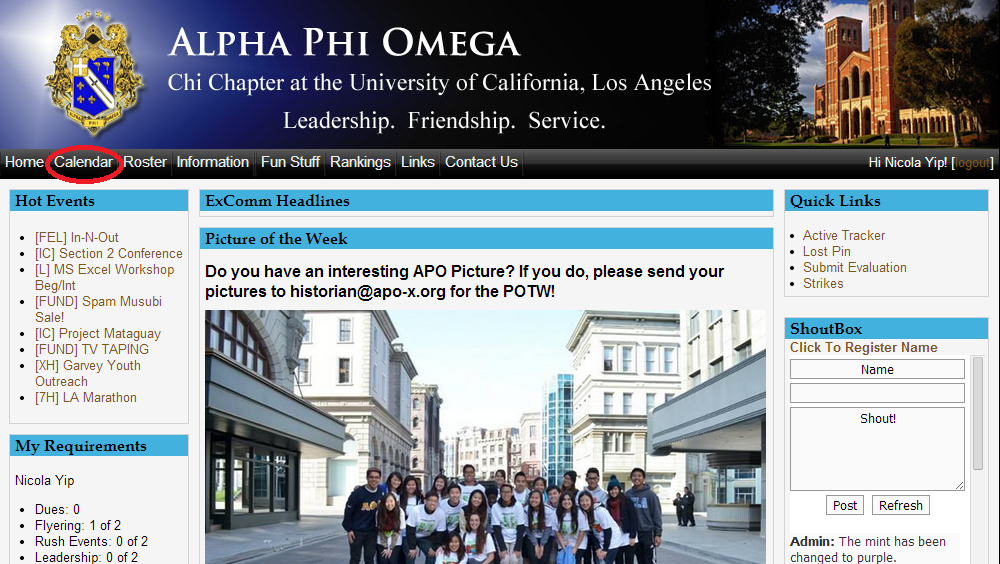 ALPHA PHI OMEGA
Chi Chapter at the University of California, Los Angeles
Leadership. Friendship. Service.
PHI
Home Calendar Roster Information Fun Stuff Rankings Links Contact Us Hi Nicola Yip! [logout]
Hot Events
[FEL] In-N-Out
[IC] Section 2 Conference
[L] MS Excel Workshop
Beg/Int
[FUND] Spam Musubi
Sale!
[IC] Project Mataguay
[FUND] TV TAPING
[XH] Garvey Youth
Outreach
[7H] LA Marathon
My Requirements
Nicola Yip
Dues: 0
Flyering: 1 of 2
Rush Events: 0 of 2
Leadership: 0 of 2
ExComm Headlines
Picture of the Week
Do you have an interesting APO Picture? If you do, please send your
pictures to historian@apo-x.org for the POTW!
Quick Links
Active Tracker
Lost Pin
Submit Evaluation
Strikes
ShoutBox
Click To Register Name
Name
Shout!
Post Refresh
Admin: The mint has been
changed to purple.